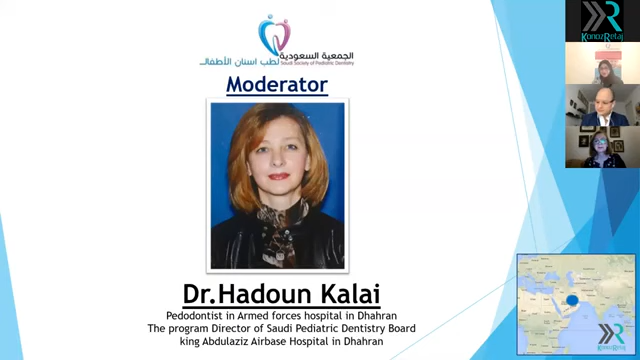 الجمعية السعودية
لطب اسنان الأطفال
Saudi Society of Pediatric Dentistry
Moderator
Dr.Hadoun Kalai
Pedodontist in Armed forces hospital in Dhahran
The program Director of Saudi Pediatric Dentistry Board
king Abdulaziz Airbase Hospital in Dhahran
KonozRetaj
KonozRetaj